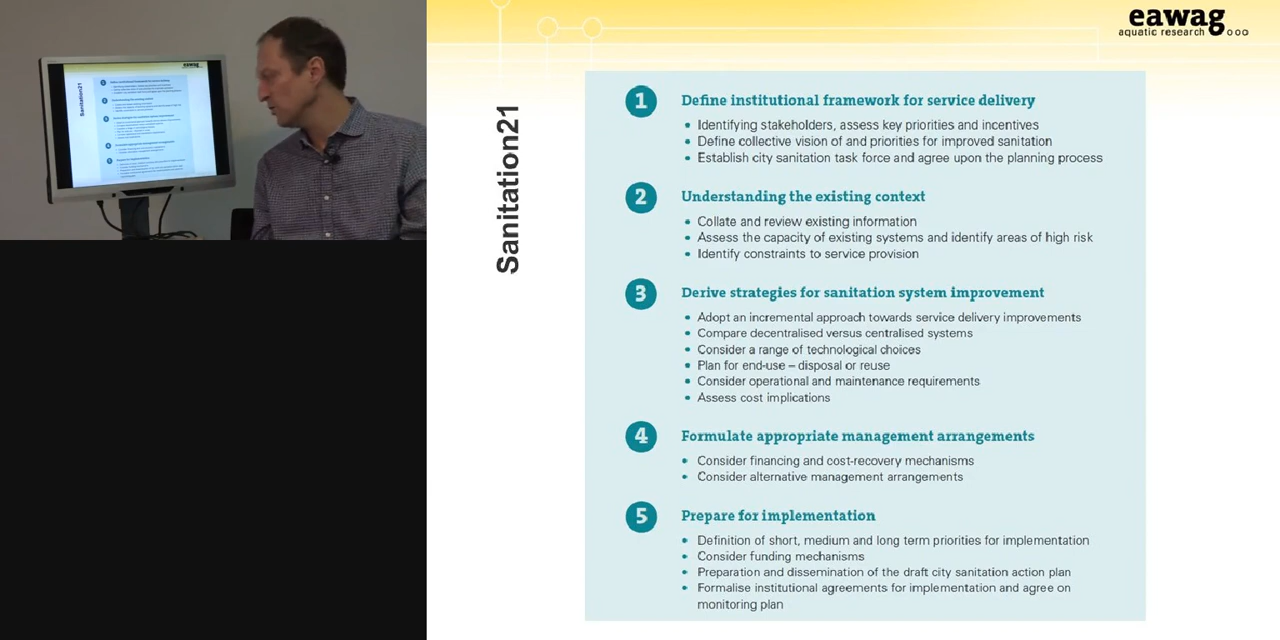 eawag
aquatic research
Sanitation21
1 Define institutional framework for service delivery
• Identifying stakeholders, assess key priorities and incentives
• Define collective vision of and priorities for improved sanitation
• Establish city sanitation task force and agree upon the planning process
2 Understanding the existing context
• Collate and review existing information
• Assess the capacity of existing systems and identify areas of high risk
• Identify constraints to service provision
3 Derive strategies for sanitation system improvement
• Adopt an incremental approach towards service delivery improvements
• Compare decentralised versus centralised systems
• Consider a range of technological choices
• Plan for end-use – disposal or reuse
• Consider operational and maintenance requirements
• Assess cost implications
4 Formulate appropriate management arrangements
• Consider financing and cost-recovery mechanisms
• Consider alternative management arrangements
5 Prepare for implementation
• Definition of short, medium and long term priorities for implementation
• Consider funding mechanisms
• Preparation and dissemination of the draft city sanitation action plan
• Formalise institutional agreements for implementation and agree on
monitoring plan
eawag
Sanitation21